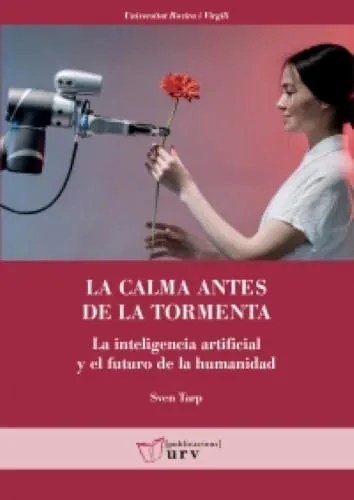 Universitat Rovira i Virgili
LA CALMA ANTES
DE LA TORMENTA
La inteligencia artificial
y el futuro de la humanidad
Sven Tarp
[publicacions]
urv